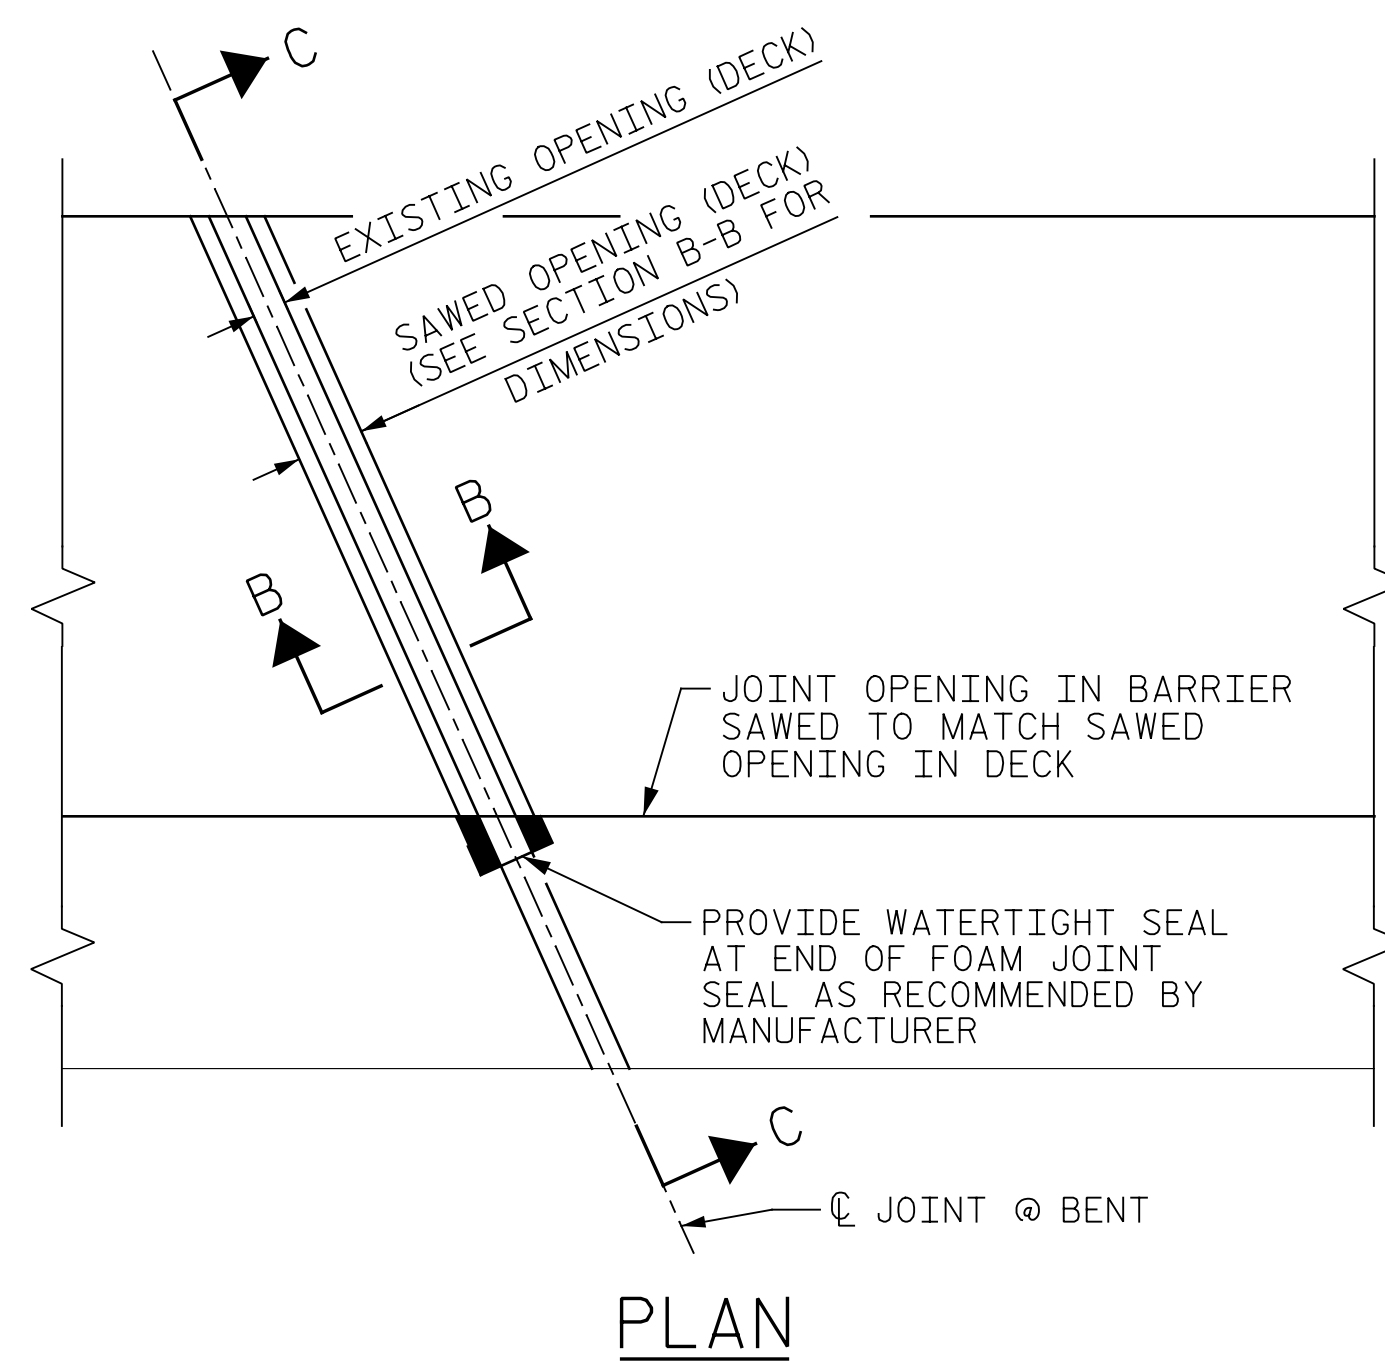 C
EXISTING OPENING (DECK)
SAWED OPENING (DECK)
(SEE SECTION B-B FOR
DIMENSIONS)
B
B
JOINT OPENING IN BARRIER
SAWED TO MATCH SAWED
OPENING IN DECK
PROVIDE WATERTIGHT SEAL
AT END OF FOAM JOINT
SEAL AS RECOMMENDED BY
MANUFACTURER
C
℄ JOINT @ BENT
PLAN